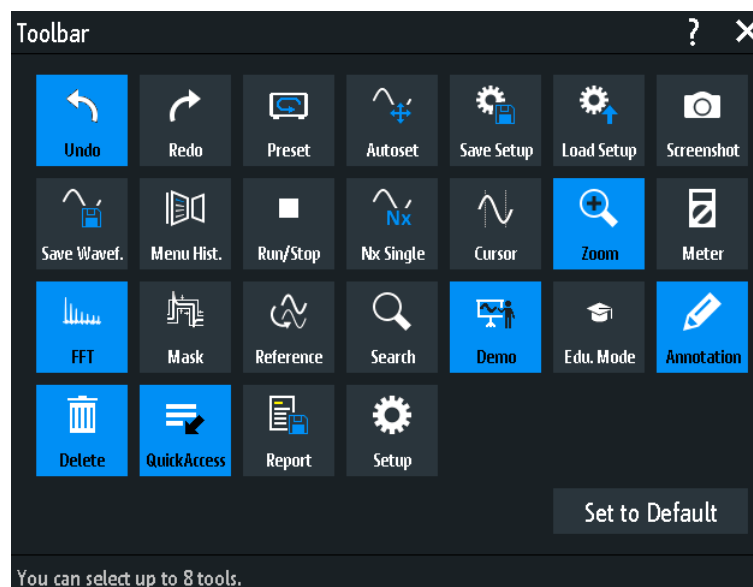 Toolbar ? X
Undo Redo Preset Autoset Save Setup Load Setup Screenshot
Nx
Save Wavef. Menu Hist. Run/Stop Nx Single Cursor Zoom Meter
FFT Mask Reference Search Demo Edu. Mode Annotation
Delete QuickAccess Report Setup
Set to Default
You can select up to 8 tools.